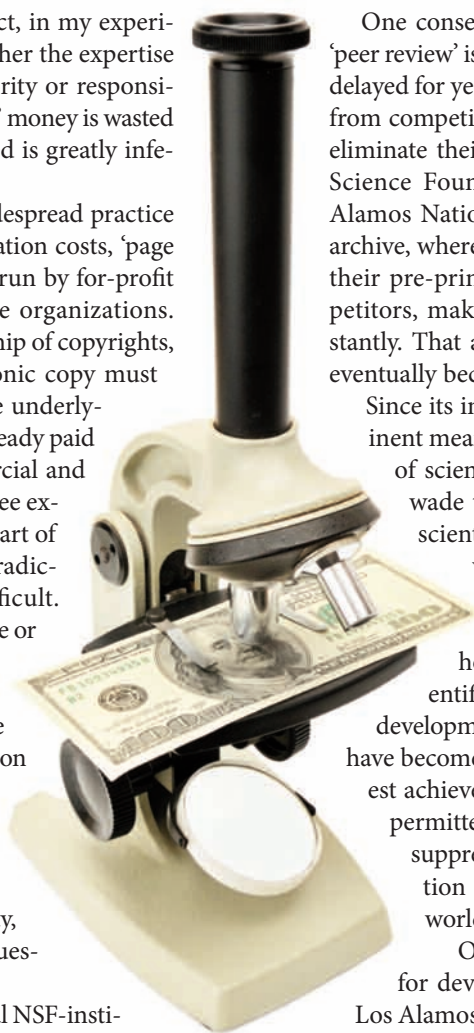 ct, in my experi-
her the expertise
rity or responsi-
’ money is wasted
d is greatly infe-
despread practice
ation costs, ‘page
run by for-profit
e organizations.
hip of copyrights,
onic copy must
e underly-
eady paid
rcial and
ee ex-
art of
radic-
ficult.
e or
e
on
y,
ues-
l NSF-insti-
One conse
‘peer review’ is
delayed for ye
from competi
eliminate thei
Science Foun
Alamos Natio
archive, where
their pre-prin
petitors, mak
stantly. That a
eventually bec
Since its in
inent mea
of scien
wade
scient
he
entif
developm
have become
est achieve
permitte
suppre
tion
worl
O
for dev
Los Alamos
100